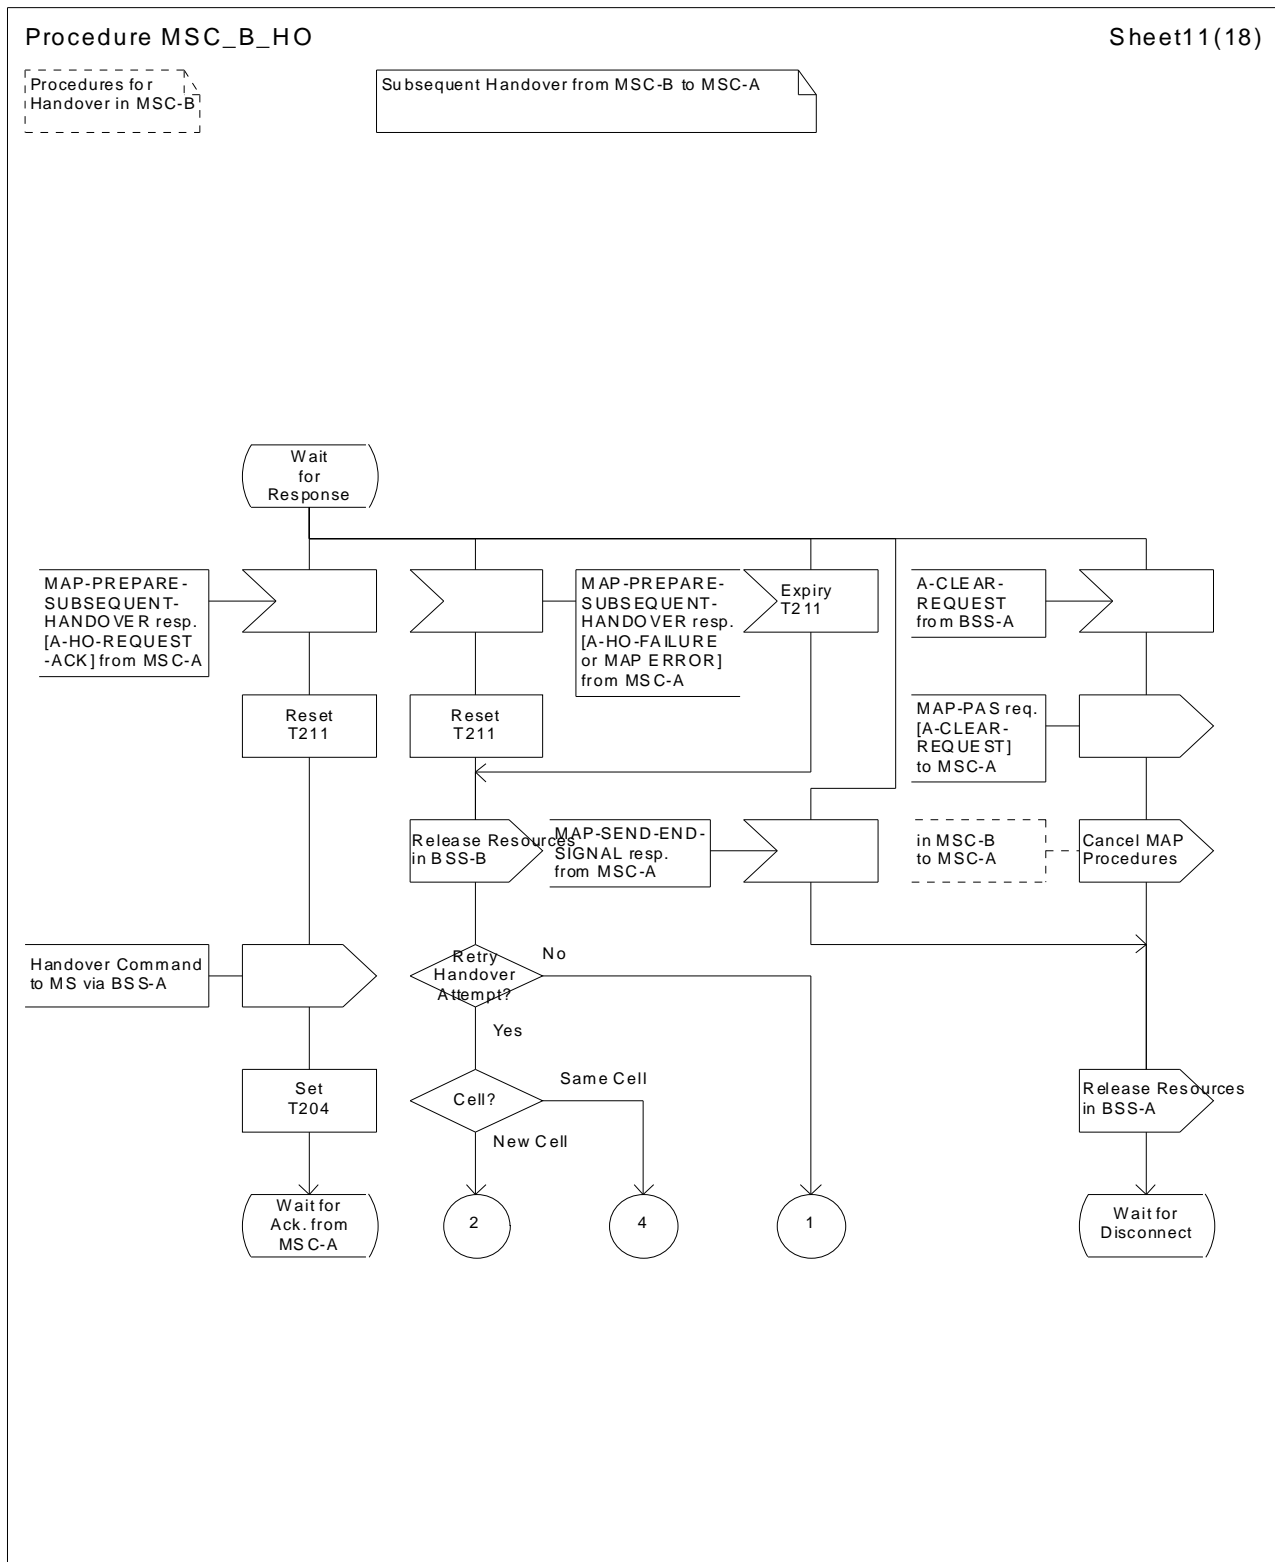 Procedure MSC_B_HO
Sheet11(18)
Procedures for
Handover in MSC-B
Subsequent Handover from MSC-B to MSC-A
Wait
for
Response
MAP-PREPARE-
SUBSEQUENT-
HANDOVER resp.
[A-HO-REQUEST
-ACK] from MSC-A
MAP-PREPARE-
SUBSEQUENT-
HANDOVER resp.
[A-HO-FAILURE
or MAP ERROR]
from MSC-A
Expiry
T211
A-CLEAR-
REQUEST
from BSS-A
Reset
T211
Reset
T211
MAP-PAS req.
[A-CLEAR-
REQUEST]
to MSC-A
Release Resources
in BSS-B
MAP-SEND-END-
SIGNAL resp.
from MSC-A
in MSC-B
to MSC-A
Cancel MAP
Procedures
Handover Command
to MS via BSS-A
Retry
Handover
Attempt?
No
Yes
Set
T204
Cell?
Same Cell
New Cell
Release Resources
in BSS-A
Wait for
Ack. from
MSC-A
2
4
1
Wait for
Disconnect